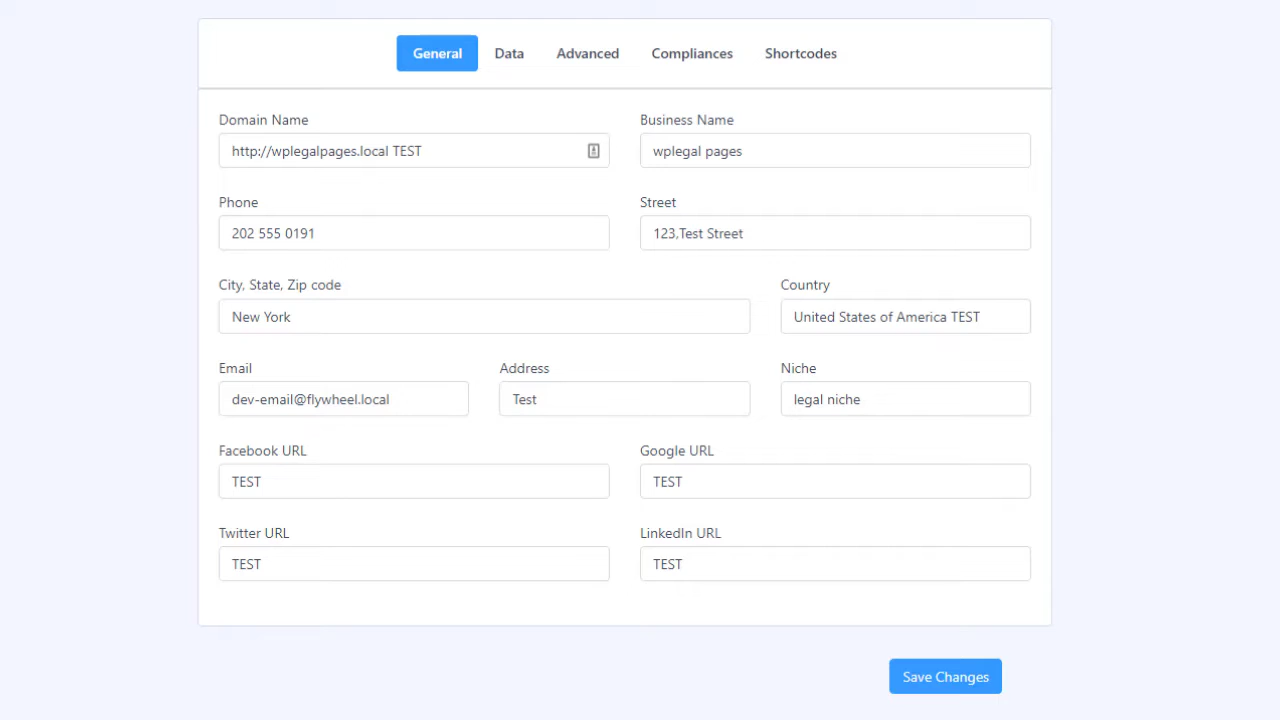 General Data Advanced Compliances Shortcodes
Domain Name Business Name
http://wplegalpages.local TEST wplegal pages
Phone Street
202 555 0191 123,Test Street
City, State, Zip code Country
New York United States of America TEST
Email Address Niche
dev-email@flywheel.local Test legal niche
Facebook URL Google URL
TEST TEST
Twitter URL LinkedIn URL
TEST TEST
Save Changes